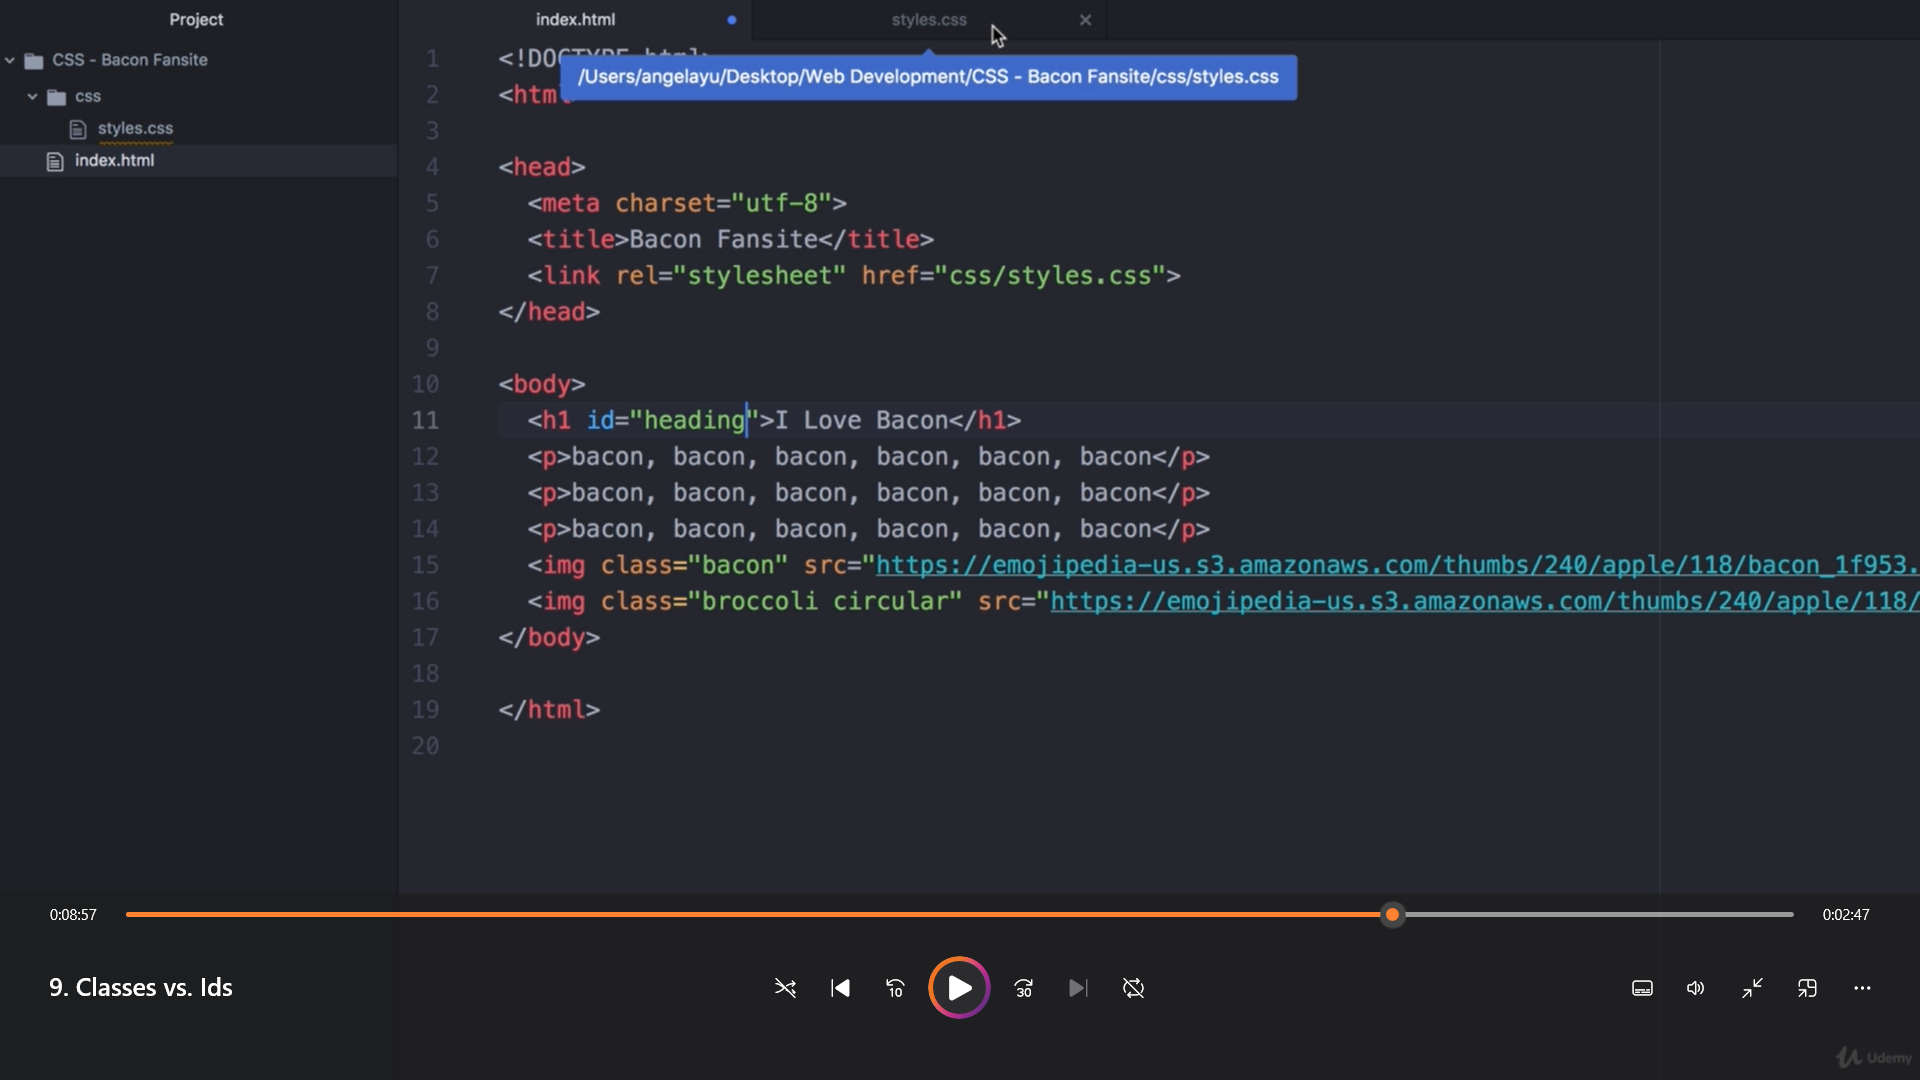 Project
index.html
styles.css
CSS - Bacon Fansite
css
styles.css
index.html
/Users/angelayu/Desktop/Web Development/CSS - Bacon Fansite/css/styles.css
1 <!DOCTYPE html>
2 <html
3
4 <head>
5 <meta charset="utf-8">
6 <title>Bacon Fansite</title>
7 <link rel="stylesheet" href="css/styles.css">
8 </head>
9
10 <body>
11 <h1 id="heading">I Love Bacon</h1>
12 <p>bacon, bacon, bacon, bacon, bacon, bacon</p>
13 <p>bacon, bacon, bacon, bacon, bacon, bacon</p>
14 <p>bacon, bacon, bacon, bacon, bacon, bacon</p>
15 <img class="bacon" src="https://emojipedia-us.s3.amazonaws.com/thumbs/240/apple/118/bacon_1f953.
16 <img class="broccoli circular" src="https://emojipedia-us.s3.amazonaws.com/thumbs/240/apple/118/
17 </body>
18
19 </html>
20
0:08:57
0:02:47
9. Classes vs. Ids
10
30
Udemy